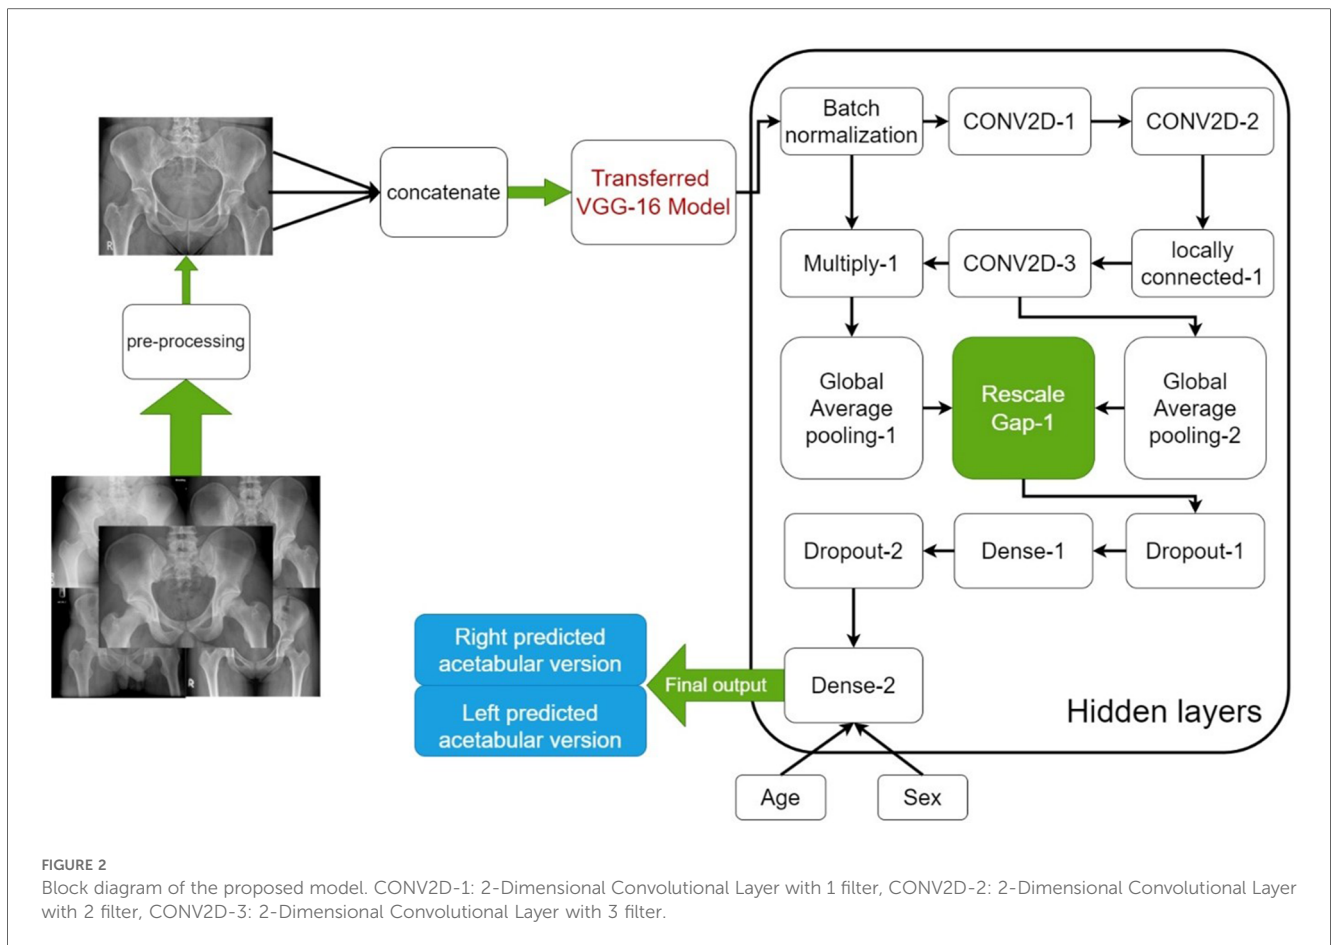 Batch
normalization
CONV2D-1
CONV2D-2
concatenate
Transferred
VGG-16 Model
R
Multiply-1
CONV2D-3
locally
connected-1
pre-processing
Global
Average
pooling-1
Rescale
Gap-1
Global
Average
pooling-2
Dropout-2
Dense-1
Dropout-1
R
Right predicted
acetabular version
Left predicted
acetabular version
Final output
Dense-2
Hidden layers
Age
Sex
FIGURE 2
Block diagram of the proposed model. CONV2D-1: 2-Dimensional Convolutional Layer with 1 filter, CONV2D-2: 2-Dimensional Convolutional Layer
with 2 filter, CONV2D-3: 2-Dimensional Convolutional Layer with 3 filter.